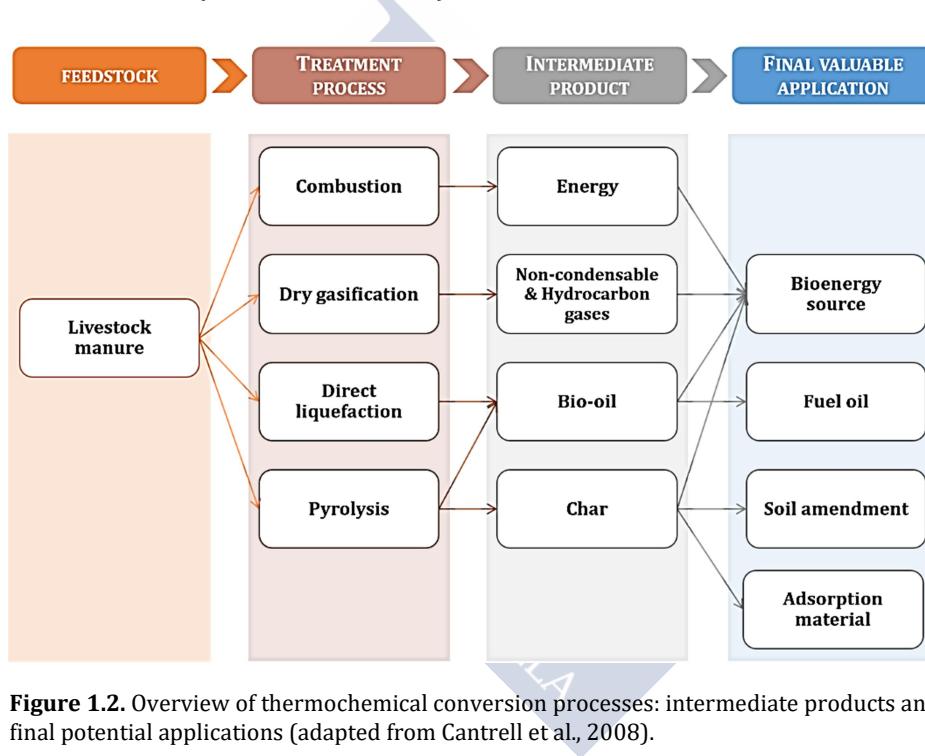 FEEDSTOCK
TREATMENT
PROCESS
INTERMEDIATE
PRODUCT
FINAL VALUABLE
APPLICATION
Livestock
manure
Combustion
Dry gasification
Direct
liquefaction
Pyrolysis
Energy
Non-condensable
& Hydrocarbon
gases
Bio-oil
Char
Bioenergy
source
Fuel oil
Soil amendment
Adsorption
material
LA
Figure 1.2. Overview of thermochemical conversion processes: intermediate products an
final potential applications (adapted from Cantrell et al., 2008).